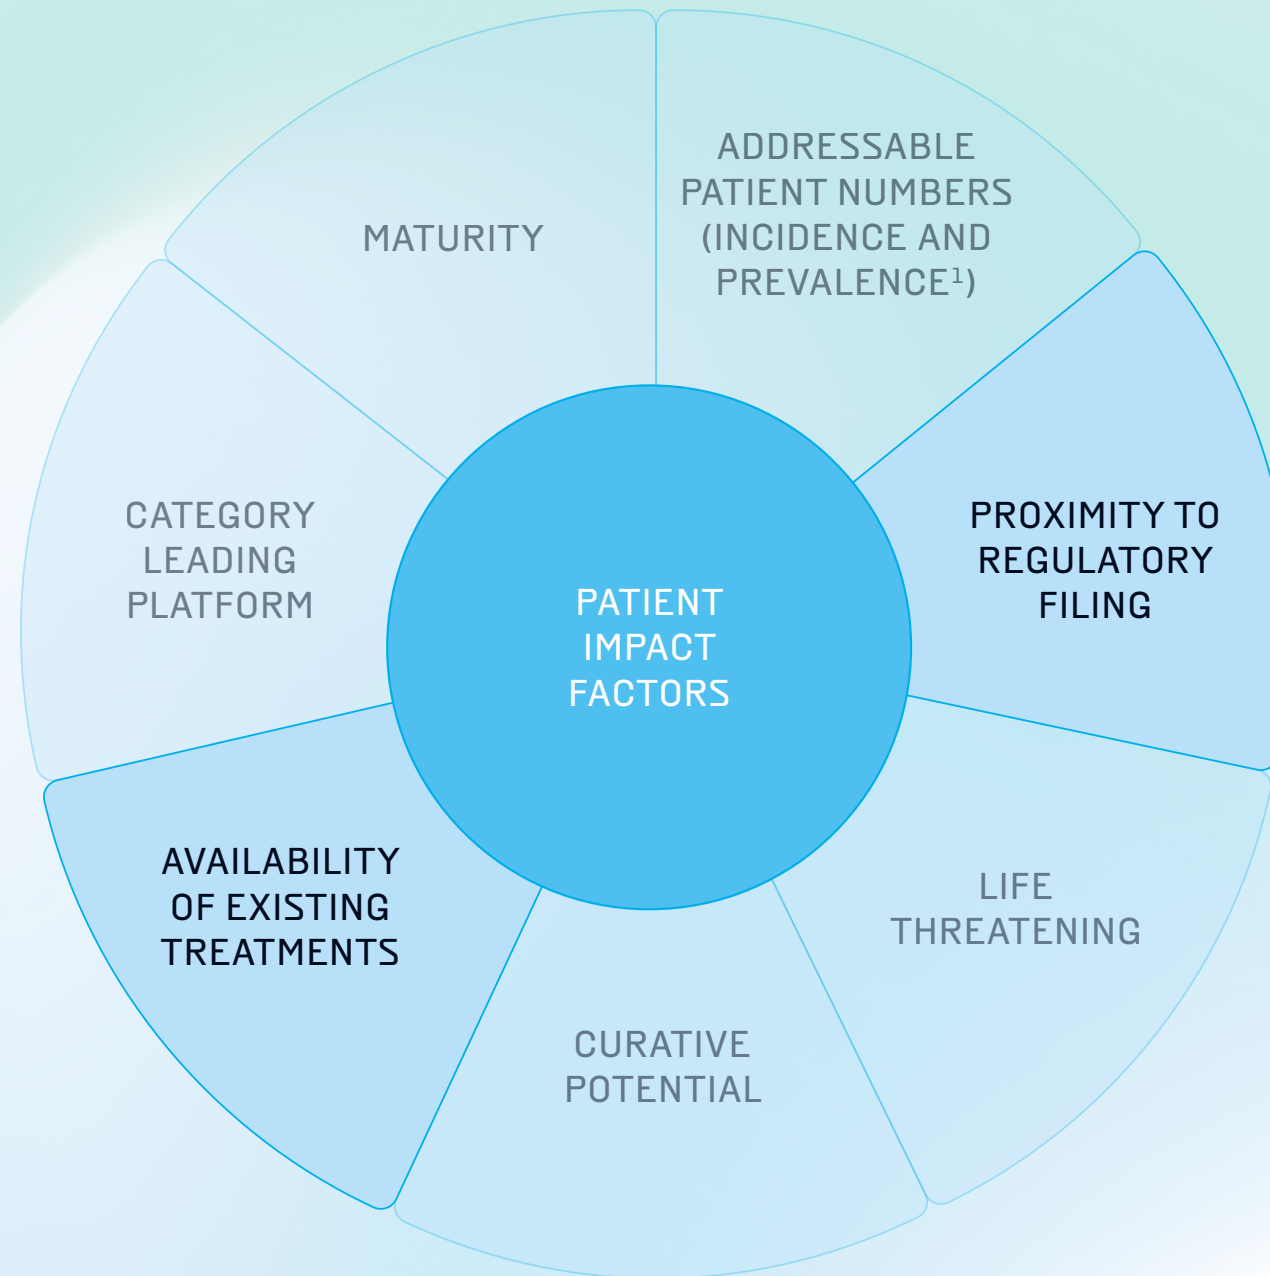 MATURITY
ADDRESSABLE
PATIENT NUMBERS
(INCIDENCE AND
PREVALENCE¹)
CATEGORY
LEADING
PLATFORM
PATIENT
IMPACT
FACTORS
PROXIMITY TO
REGULATORY
FILING
AVAILABILITY
OF EXISTING
TREATMENTS
LIFE
THREATENING
CURATIVE
POTENTIAL